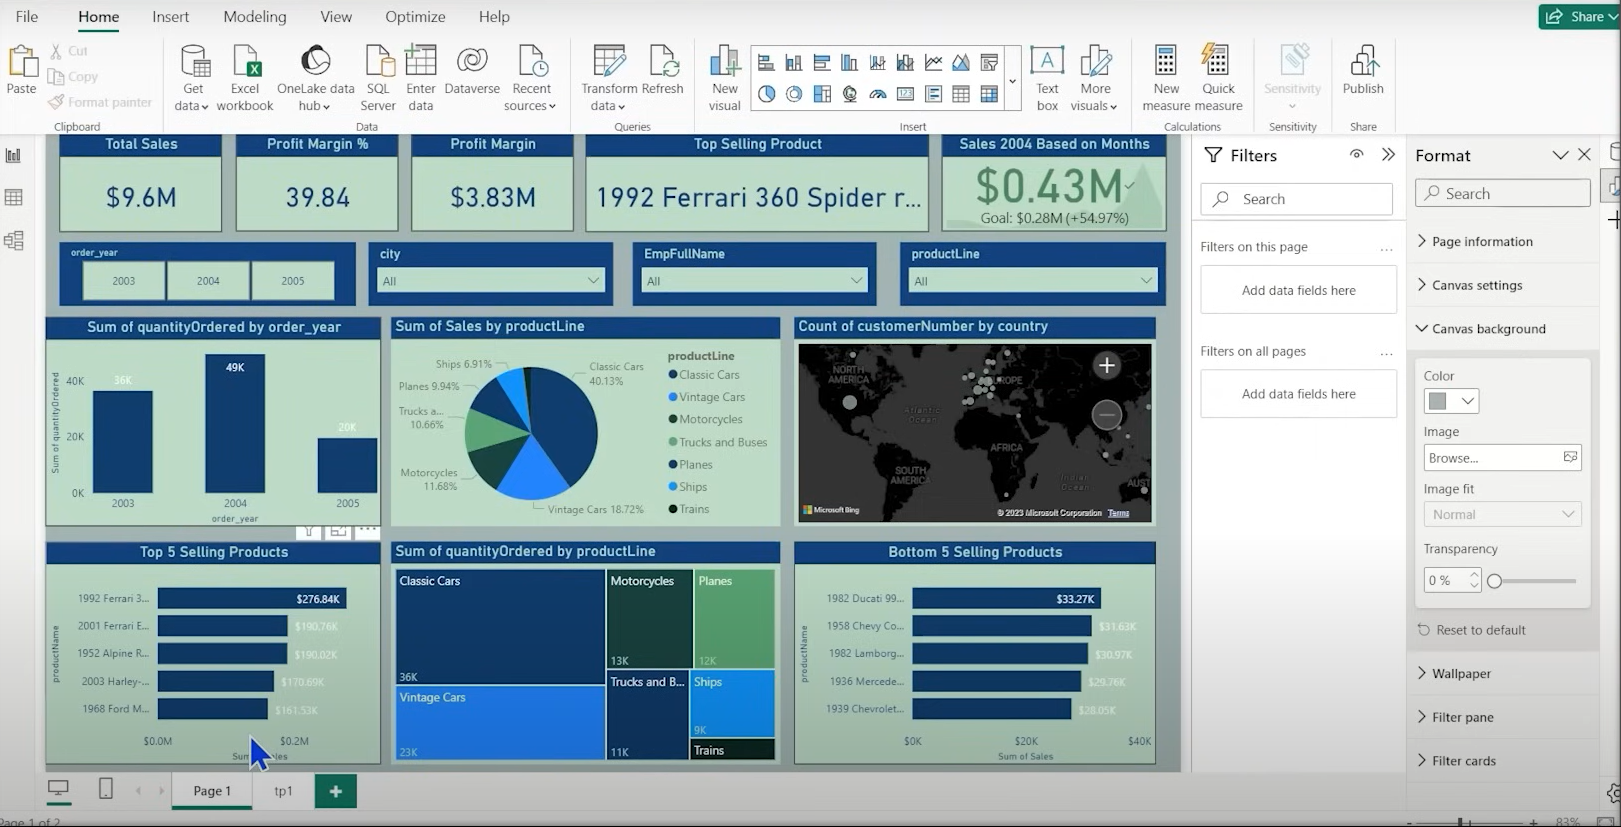 File Home Insert Modeling View Optimize Help Share
Cut
Copy
Format painter
Paste
Get data
Excel workbook
OneLake data hub
SQL Server
Enter data
Dataverse
Recent sources
Transform data
Refresh
New visual
Text box
More visuals
New measure
Quick measure
Sensitivity
Publish
Clipboard Data Queries Insert Calculations Sensitivity Share
Total Sales
$9.6M
Profit Margin %
39.84
Profit Margin
$3.83M
Top Selling Product
1992 Ferrari 360 Spider r...
Sales 2004 Based on Months
$0.43M
Goal: $0.28M (+54.97%)
order_year
2003 2004 2005
city
All
EmpFullName
All
productLine
All
Sum of quantityOrdered by order_year
Sum of quantityOrdered
40K
20K
0K
36K
49K
20K
2003 2004 2005
order_year
Sum of Sales by productLine
Ships 6.91%
Planes 9.94%
Trucks a...
10.66%
Motorcycles
11.68%
Classic Cars
40.13%
Vintage Cars 18.72%
productLine
Classic Cars
Vintage Cars
Motorcycles
Trucks and Buses
Planes
Ships
Trains
Count of customerNumber by country
NORTH AMERICA
EUROPE
Atlantic Ocean
AFRICA
SOUTH AMERICA
Indian Ocean
AUST
Microsoft Bing
© 2023 Microsoft Corporation Terms
Top 5 Selling Products
productName
1992 Ferrari 3... $276.84K
2001 Ferrari E... $190.76K
1952 Alpine R... $190.02K
2003 Harley-... $170.69K
1968 Ford M... $161.53K
$0.0M $0.2M
Sum of quantityOrdered by productLine
Classic Cars
36K
Vintage Cars
23K
Motorcycles
13K
Planes
12K
Trucks and B...
11K
Ships
9K
Trains
Bottom 5 Selling Products
productName
1982 Ducati 99... $33.27K
1958 Chevy Co... $31.63K
1982 Lamborg... $30.97K
1936 Mercede... $29.76K
1939 Chevrolet... $28.05K
$0K $20K $40K
Sum of Sales
Filters
Search
Filters on this page
Add data fields here
Filters on all pages
Add data fields here
Format
Search
Page information
Canvas settings
Canvas background
Color
Image
Browse...
Image fit
Normal
Transparency
0 %
Reset to default
Wallpaper
Filter pane
Filter cards
Page 1 tp1
Page 1 of 2
83%